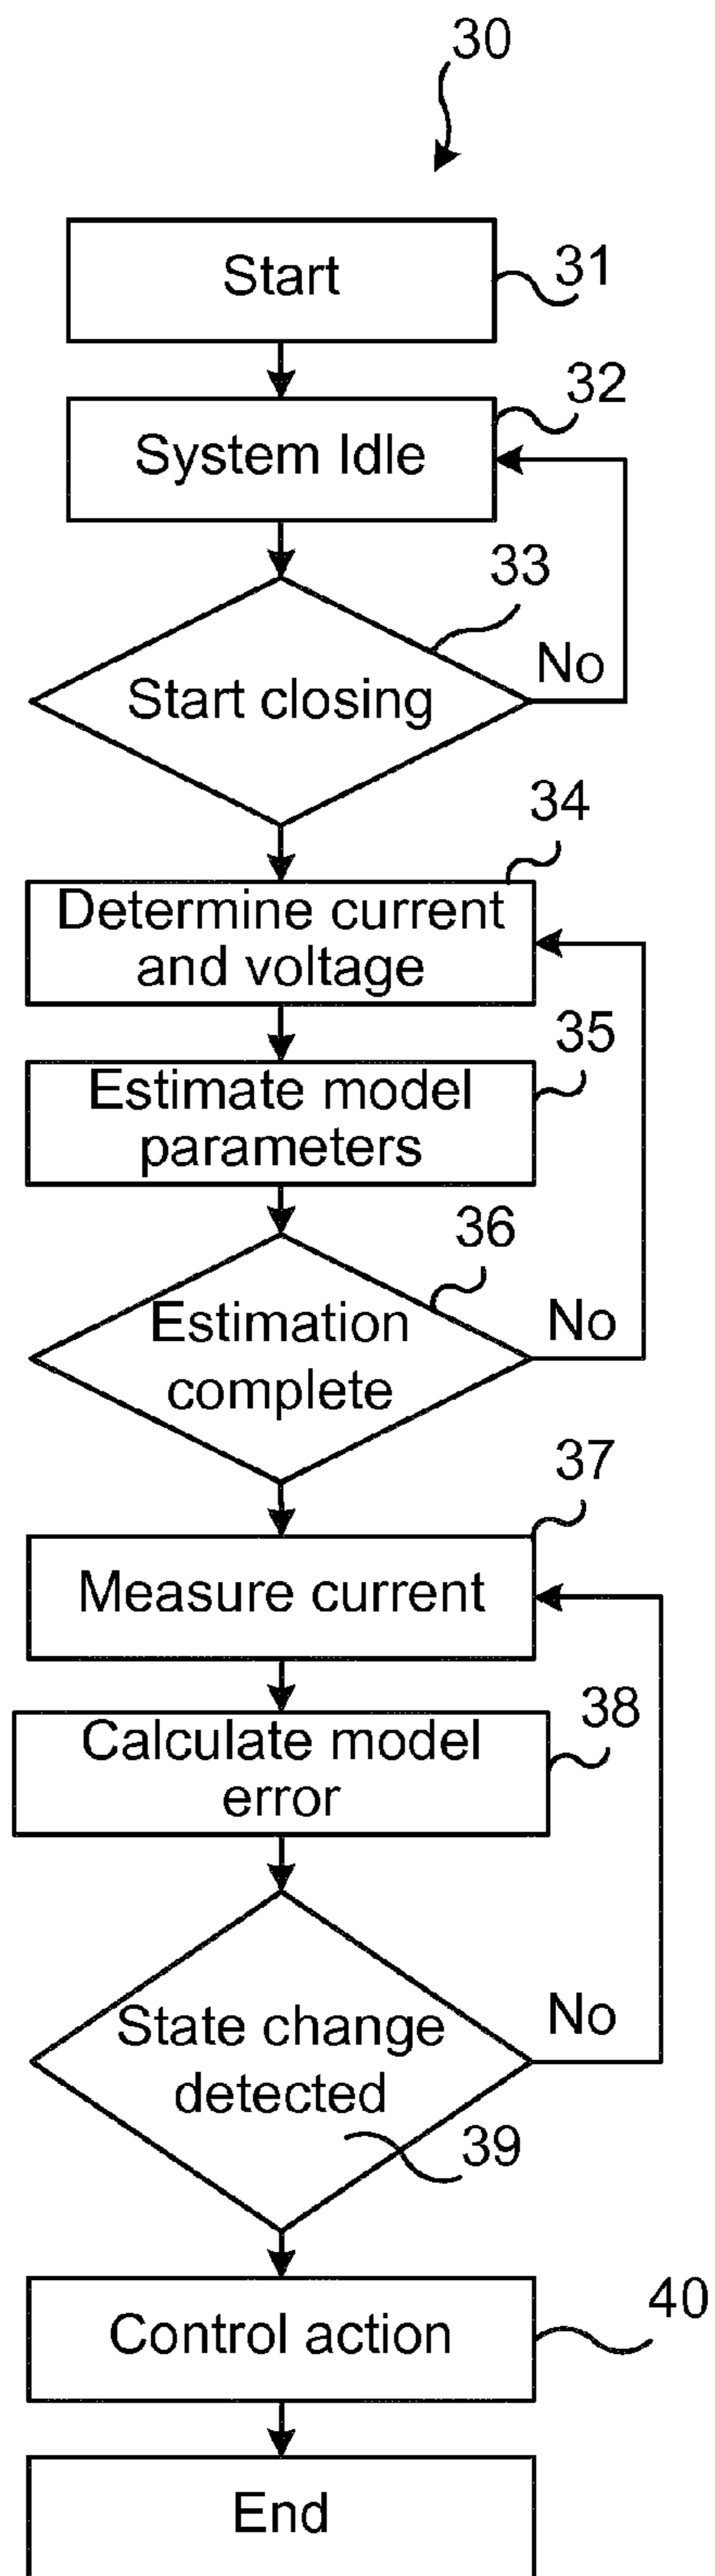 30
Start
31
System Idle
32
33
Start closing
No
34
Determine current
and voltage
35
Estimate model
parameters
36
Estimation
complete
No
37
Measure current
38
Calculate model
error
State change
detected
No
39
Control action
40
End